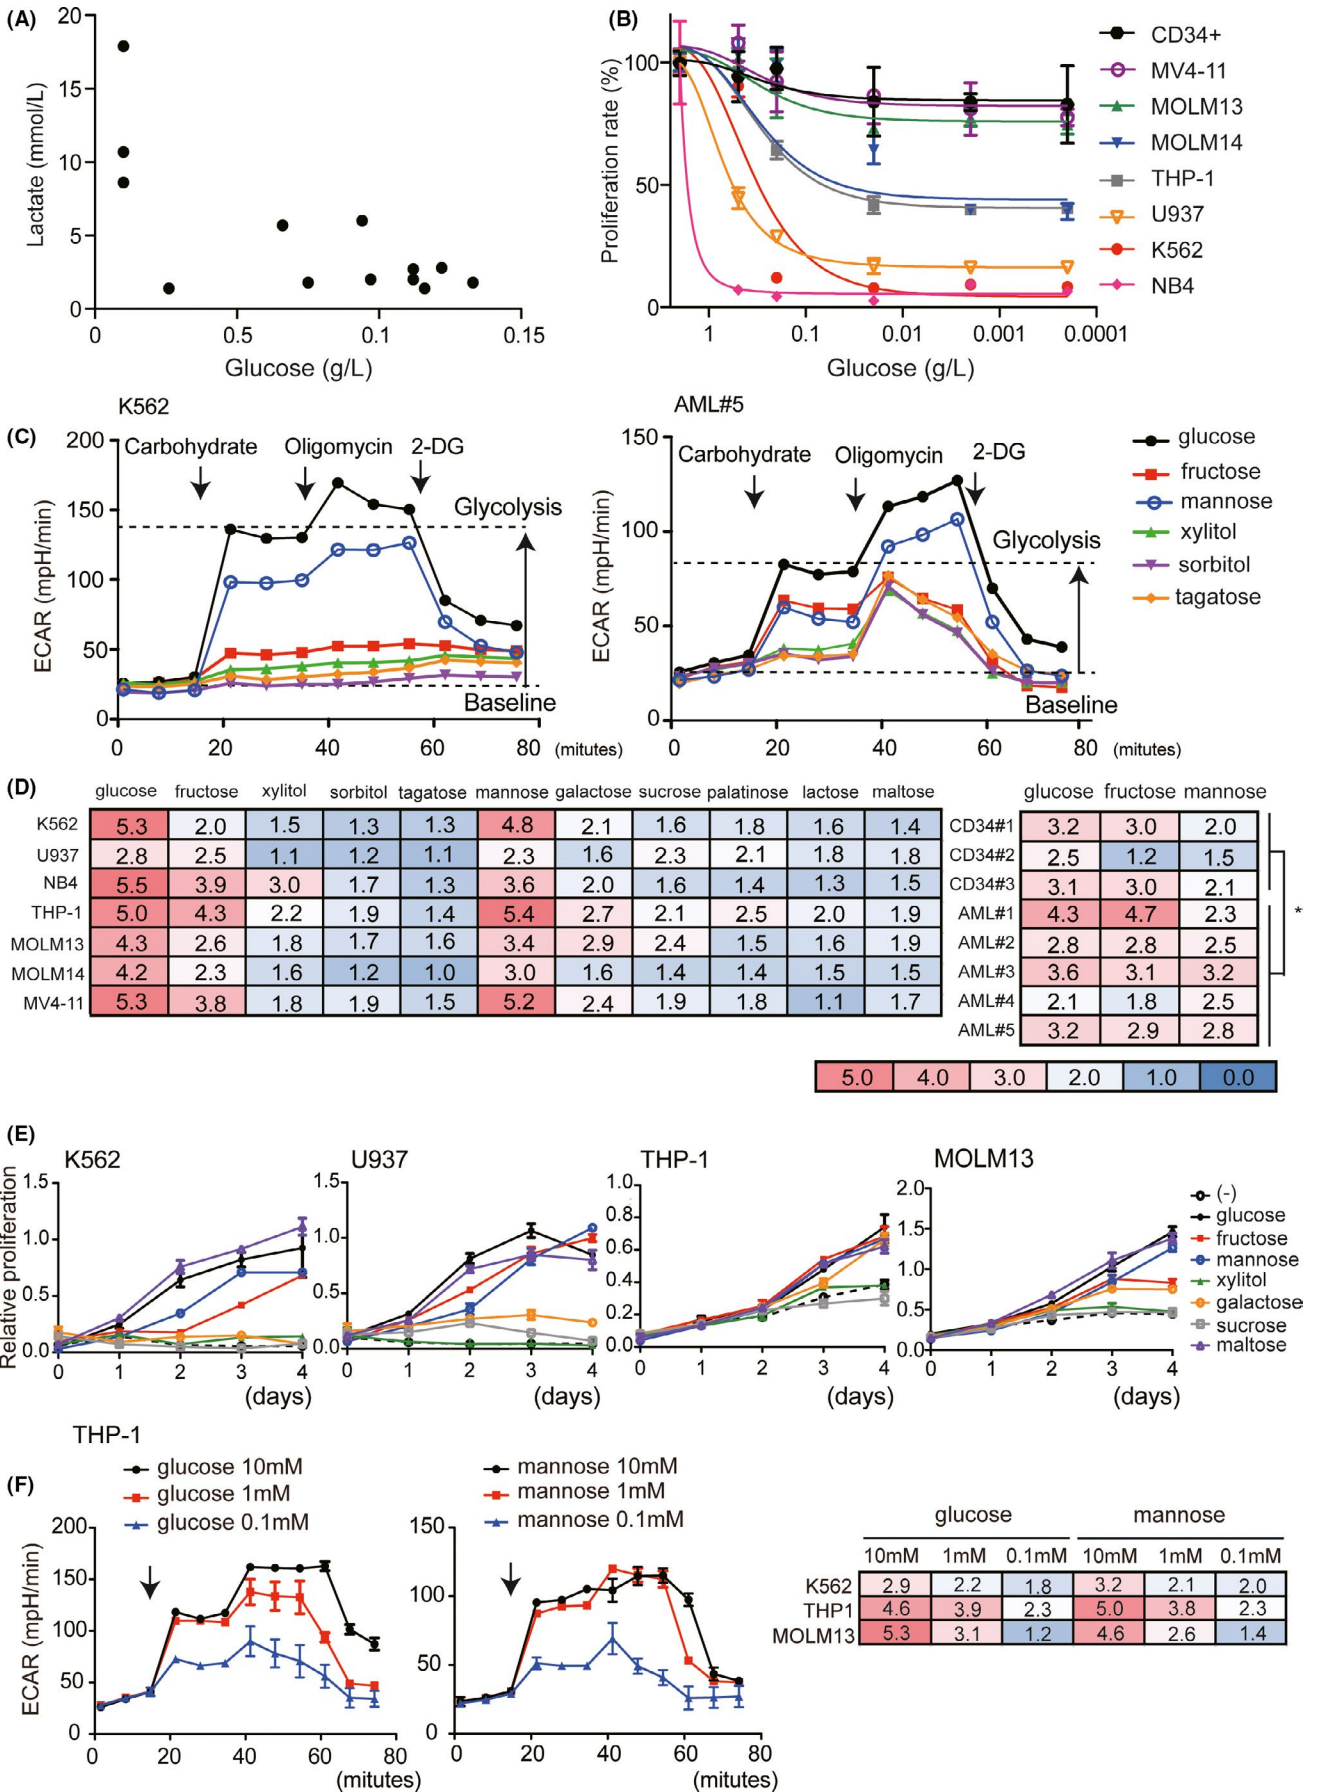 (A)
20
15
10
5
0
Lactate (mmol/L)
0
0.5
0.1
0.15
Glucose (g/L)
(B)
100
50
0
Proliferation rate (%)
1
0.1
0.01
0.001
0.0001
Glucose (g/L)
CD34+
MV4-11
MOLM13
MOLM14
THP-1
U937
K562
NB4
(C)
K562
200
150
100
50
0
ECAR (mpH/min)
Carbohydrate
Oligomycin
2-DG
Glycolysis
Baseline
0
20
40
60
80
(mitutes)
AML#5
150
100
50
0
ECAR (mpH/min)
Carbohydrate
Oligomycin
2-DG
Glycolysis
Baseline
0
20
40
60
80
(mitutes)
glucose
fructose
mannose
xylitol
sorbitol
tagatose
(D)
glucose fructose xylitol sorbitol tagatose mannose galactose sucrose palatinose lactose maltose
K562 5.3 2.0 1.5 1.3 1.3 4.8 2.1 1.6 1.8 1.6 1.4
U937 2.8 2.5 1.1 1.2 1.1 2.3 1.6 2.3 2.1 1.8 1.8
NB4 5.5 3.9 3.0 1.7 1.3 3.6 2.0 1.6 1.4 1.3 1.5
THP-1 5.0 4.3 2.2 1.9 1.4 5.4 2.7 2.1 2.5 2.0 1.9
MOLM13 4.3 2.6 1.8 1.7 1.6 3.4 2.9 2.4 1.5 1.6 1.9
MOLM14 4.2 2.3 1.6 1.2 1.0 3.0 1.6 1.4 1.4 1.5 1.5
MV4-11 5.3 3.8 1.8 1.9 1.5 5.2 2.4 1.9 1.8 1.1 1.7
glucose fructose mannose
CD34#1 3.2 3.0 2.0
CD34#2 2.5 1.2 1.5
CD34#3 3.1 3.0 2.1
AML#1 4.3 4.7 2.3
AML#2 2.8 2.8 2.5
AML#3 3.6 3.1 3.2
AML#4 2.1 1.8 2.5
AML#5 3.2 2.9 2.8
*
5.0 4.0 3.0 2.0 1.0 0.0
(E)
Relative proliferation
K562
1.5
1.0
0.5
0.0
0 1 2 3 4
(days)
U937
1.5
1.0
0.5
0.0
0 1 2 3 4
(days)
THP-1
1.0
0.8
0.6
0.4
0.2
0.0
0 1 2 3 4
(days)
MOLM13
2.0
1.5
1.0
0.5
0.0
0 1 2 3 4
(days)
(-)
glucose
fructose
mannose
xylitol
galactose
sucrose
maltose
(F)
THP-1
glucose 10mM
glucose 1mM
glucose 0.1mM
200
150
100
50
0
ECAR (mpH/min)
0 20 40 60 80
(mitutes)
mannose 10mM
mannose 1mM
mannose 0.1mM
150
100
50
0
0 20 40 60 80
(mitutes)
glucose mannose
10mM 1mM 0.1mM 10mM 1mM 0.1mM
K562 2.9 2.2 1.8 3.2 2.1 2.0
THP1 4.6 3.9 2.3 5.0 3.8 2.3
MOLM13 5.3 3.1 1.2 4.6 2.6 1.4